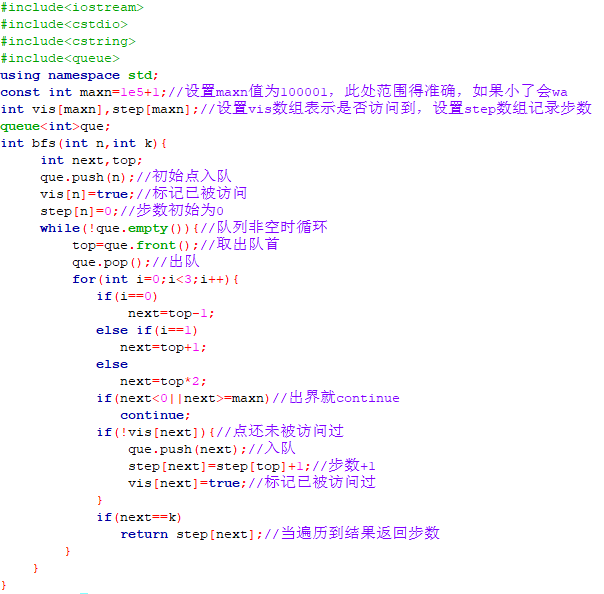 #include<iostream>
#include<cstdio>
#include<cstring>
#include<queue>
using namespace std;
const int maxn=1e5+1;//设置maxn值为100001，此处范围得准确，如果小了会wa
int vis[maxn],step[maxn];//设置vis数组表示是否访问到，设置step数组记录步数
queue<int>que;
int bfs(int n,int k){
     int next,top;
     que.push(n);//初始点入队
     vis[n]=true;//标记已被访问
     step[n]=0;//步数初始为0
     while(!que.empty()){//队列非空时循环
         top=que.front();//取出队首
         que.pop();//出队
         for(int i=0;i<3;i++){
            if(i==0)
                next=top-1;
            else if(i==1)
               next=top+1;
            else
               next=top*2;
            if(next<0||next>=maxn)//出界就continue
               continue;
            if(!vis[next]){//点还未被访问过
                que.push(next);//入队
                step[next]=step[top]+1;//步数+1
                vis[next]=true;//标记已被访问过
            }
            if(next==k)
               return step[next];//当遍历到结果返回步数
        }
    }
}